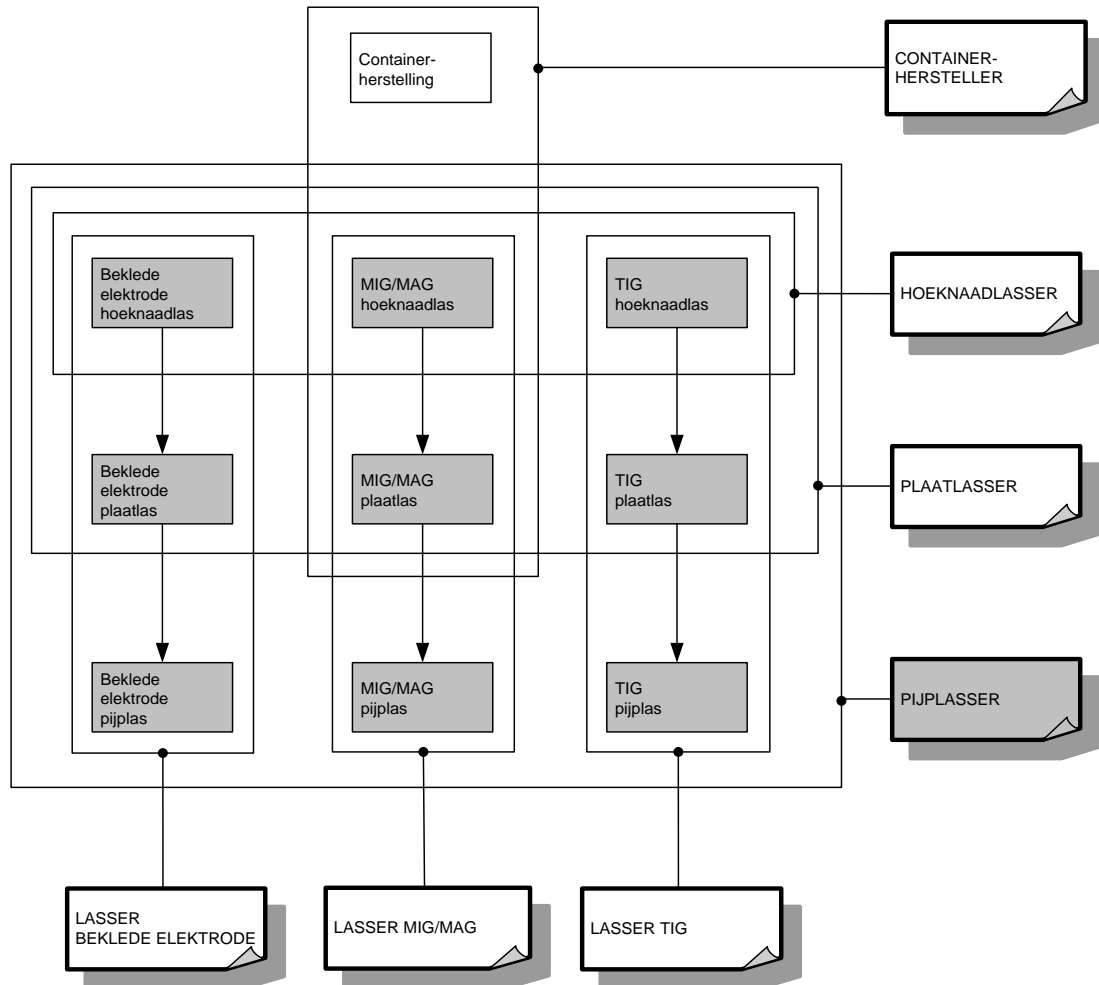 Container-
herstelling
CONTAINER-
HERSTELLER
Beklede
elektrode
hoeknaadlas
MIG/MAG
hoeknaadlas
TIG
hoeknaadlas
HOEKNAADLASSER
Beklede
elektrode
plaatlas
MIG/MAG
plaatlas
TIG
plaatlas
PLAATLASSER
Beklede
elektrode
pijplas
MIG/MAG
pijplas
TIG
pijplas
PIJPLASSER
LASSER
BEKLEDE ELEKTRODE
LASSER MIG/MAG
LASSER TIG